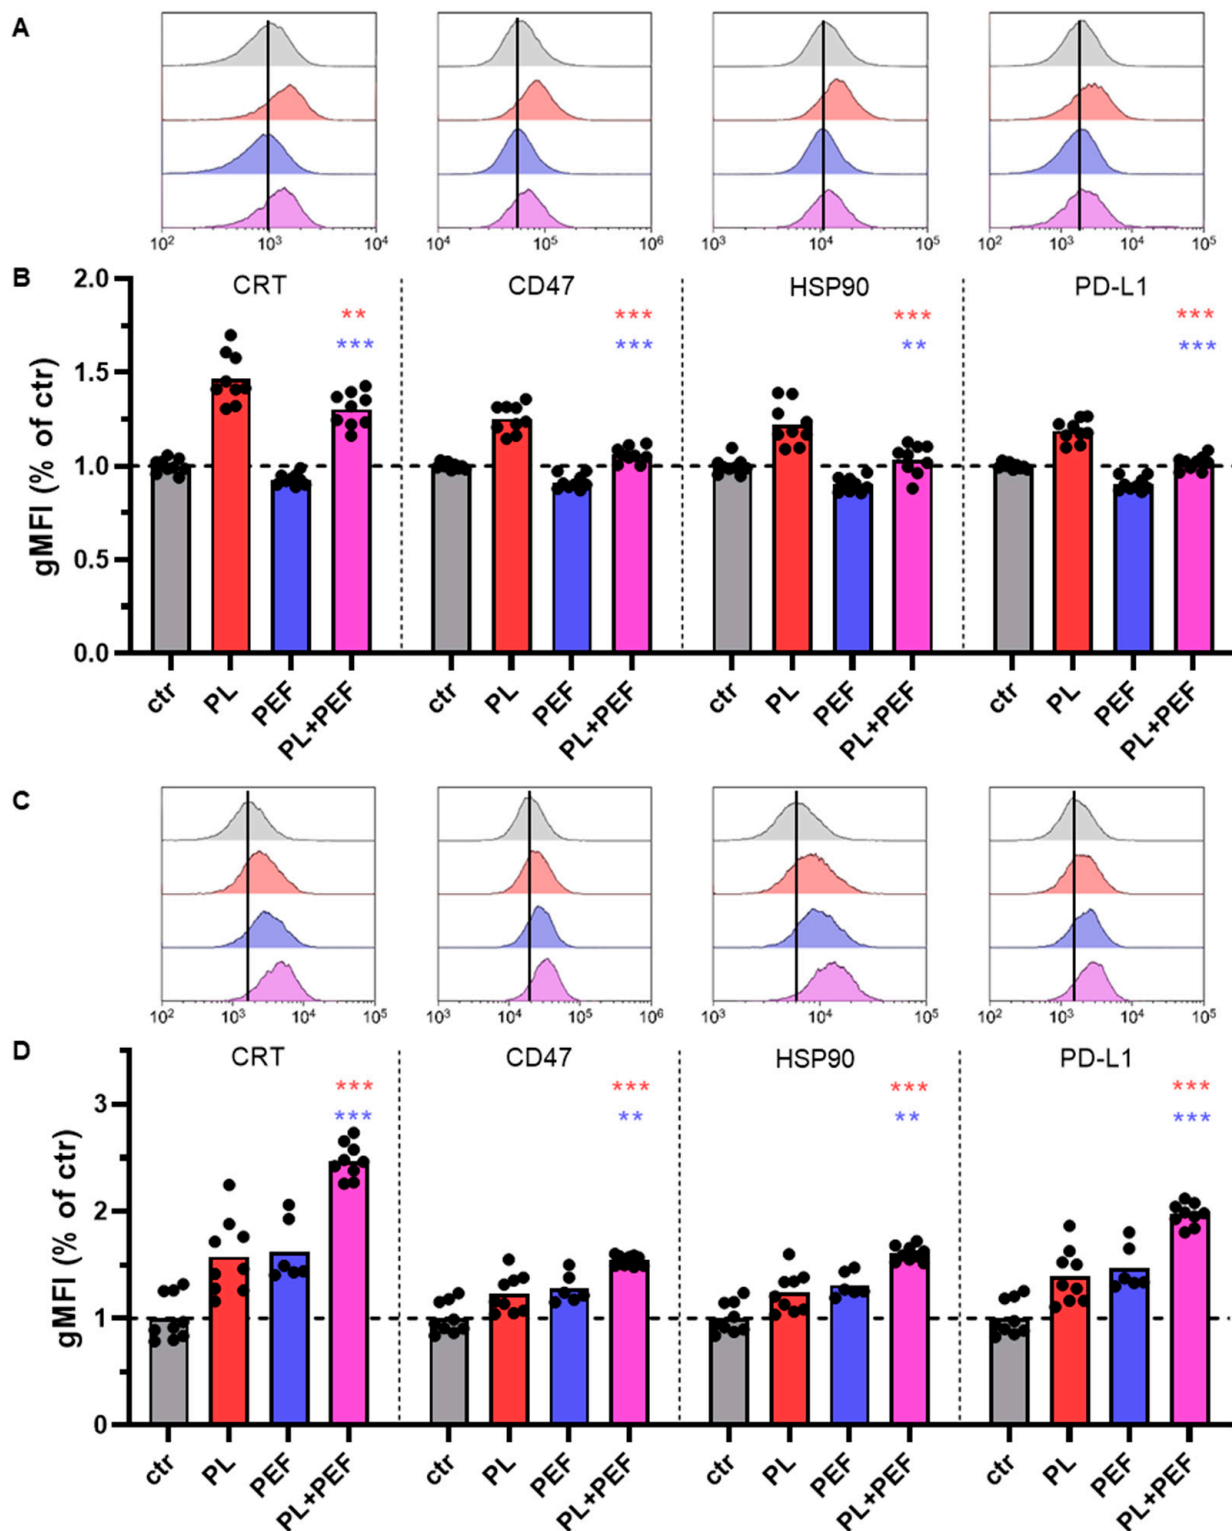 A
10² 10³ 10⁴ 10⁴ 10⁵ 10⁶ 10³ 10⁴ 10⁵ 10² 10³ 10⁴ 10⁵
B
gMFI (% of ctr)
2.0
1.5
1.0
0.5
0.0
CRT CD47 HSP90 PD-L1
** *** *** ***
*** *** ** ***
ctr PL PEF PL+PEF ctr PL PEF PL+PEF ctr PL PEF PL+PEF ctr PL PEF PL+PEF
C
10² 10³ 10⁴ 10⁵ 10³ 10⁴ 10⁵ 10⁶ 10³ 10⁴ 10⁵ 10² 10³ 10⁴ 10⁵
D
gMFI (% of ctr)
3
2
1
0
CRT CD47 HSP90 PD-L1
*** *** *** ***
*** ** ** ***
ctr PL PEF PL+PEF ctr PL PEF PL+PEF ctr PL PEF PL+PEF ctr PL PEF PL+PEF